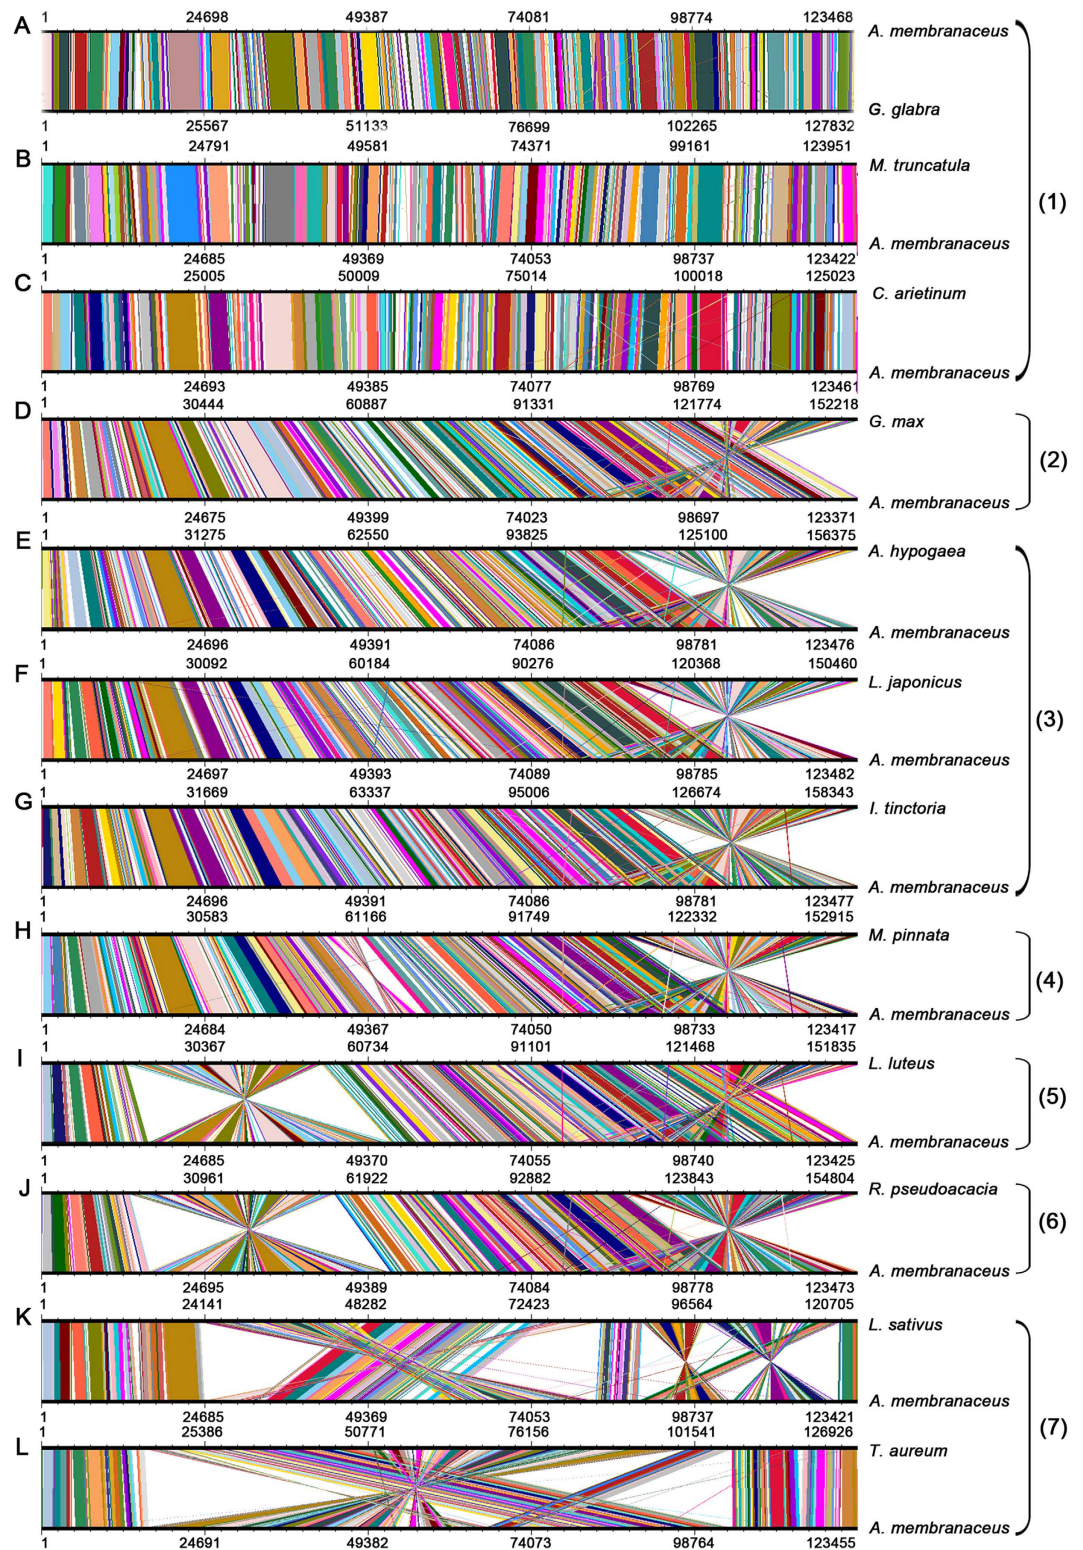 1 24698 49387 74081 98774 123468
A A. membranaceus
G. glabra
1 25567 51133 76699 102265 127832
1 24791 49581 74371 99161 123951
B M. truncatula
(1)
A. membranaceus
1 24685 49369 74053 98737 123422
1 25005 50009 75014 100018 125023
C C. arietinum
A. membranaceus
1 24693 49385 74077 98769 123461
1 30444 60887 91331 121774 152218
D G. max
(2)
A. membranaceus
1 24675 49399 74023 98697 123371
1 31275 62550 93825 125100 156375
E A. hypogaea
A. membranaceus
1 24696 49391 74086 98781 123476
1 30092 60184 90276 120368 150460
F L. japonicus
(3)
A. membranaceus
1 24697 49393 74089 98785 123482
1 31669 63337 95006 126674 158343
G I. tinctoria
A. membranaceus
1 24696 49391 74086 98781 123477
1 30583 61166 91749 122332 152915
H M. pinnata
(4)
A. membranaceus
1 24684 49367 74050 98733 123417
1 30367 60734 91101 121468 151835
I L. luteus
(5)
A. membranaceus
1 24685 49370 74055 98740 123425
1 30961 61922 92882 123843 154804
J R. pseudoacacia
(6)
A. membranaceus
1 24695 49389 74084 98778 123473
1 24141 48282 72423 96564 120705
K L. sativus
A. membranaceus
1 24685 49369 74053 98737 123421
(7)
1 25386 50771 76156 101541 126926
L T. aureum
A. membranaceus
1 24691 49382 74073 98764 123455